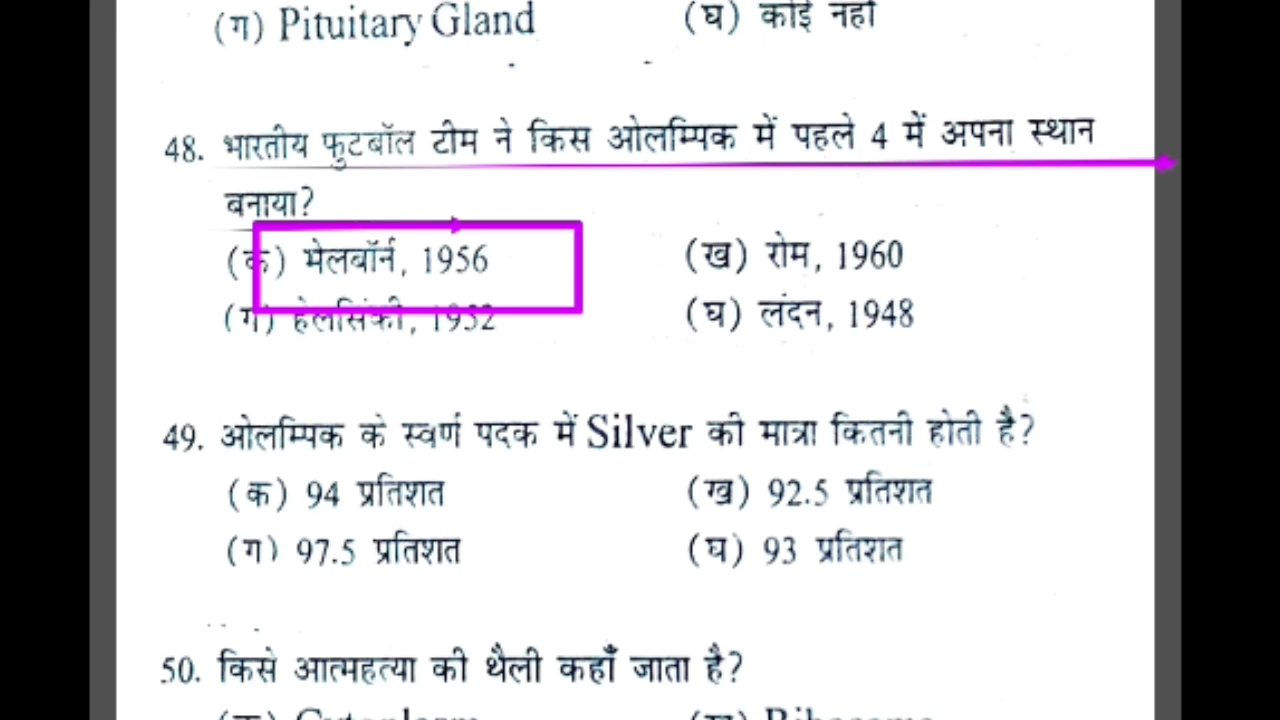 (ग) Pituitary Gland (घ) कोई नहीं
48. भारतीय फुटबॉल टीम ने किस ओलम्पिक में पहले 4 में अपना स्थान
बनाया?
(क) मेलबॉर्न, 1956 (ख) रोम, 1960
(ग) हेलसिंकी, 1952 (घ) लंदन, 1948
49. ओलम्पिक के स्वर्ण पदक में Silver की मात्रा कितनी होती है?
(क) 94 प्रतिशत (ख) 92.5 प्रतिशत
(ग) 97.5 प्रतिशत (घ) 93 प्रतिशत
50. किसे आत्महत्या की थैली कहाँ जाता है?
(क) Cytoplasm (ख) Ribosome